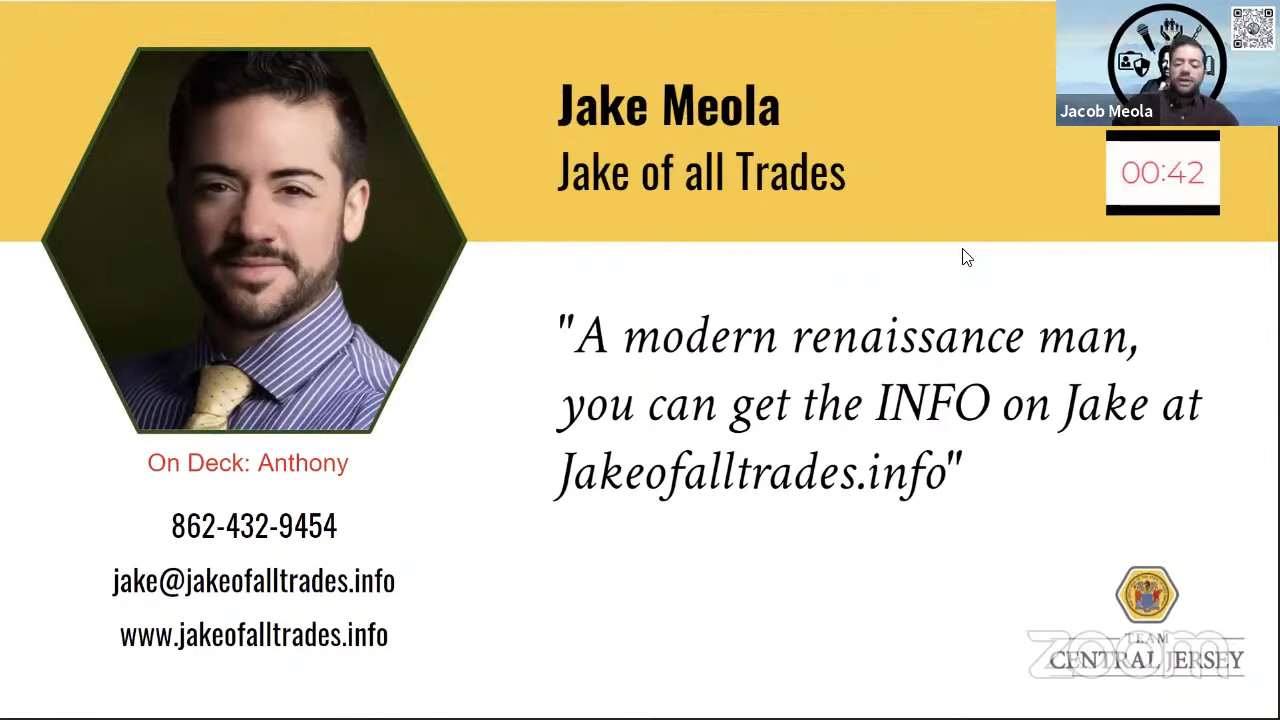 Jake Meola
Jake of all Trades
Jacob Meola
00:42
"A modern renaissance man,
you can get the INFO on Jake at
Jakeofalltrades.info"
On Deck: Anthony
862-432-9454
jake@jakeofalltrades.info
www.jakeofalltrades.info
TEAM
CENTRAL JERSEY
zoom